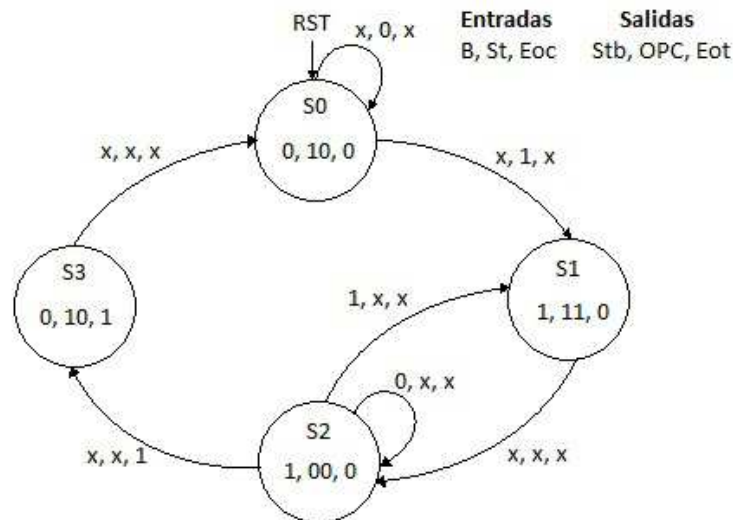 RST
x, 0, x
Entradas
Salidas
B, St, Eoc
Stb, OPC, Eot
S0
0, 10, 0
x, x, x
x, 1, x
S3
0, 10, 1
S1
1, 11, 0
1, x, x
0, x, x
S2
1, 00, 0
x, x, 1
x, x, x